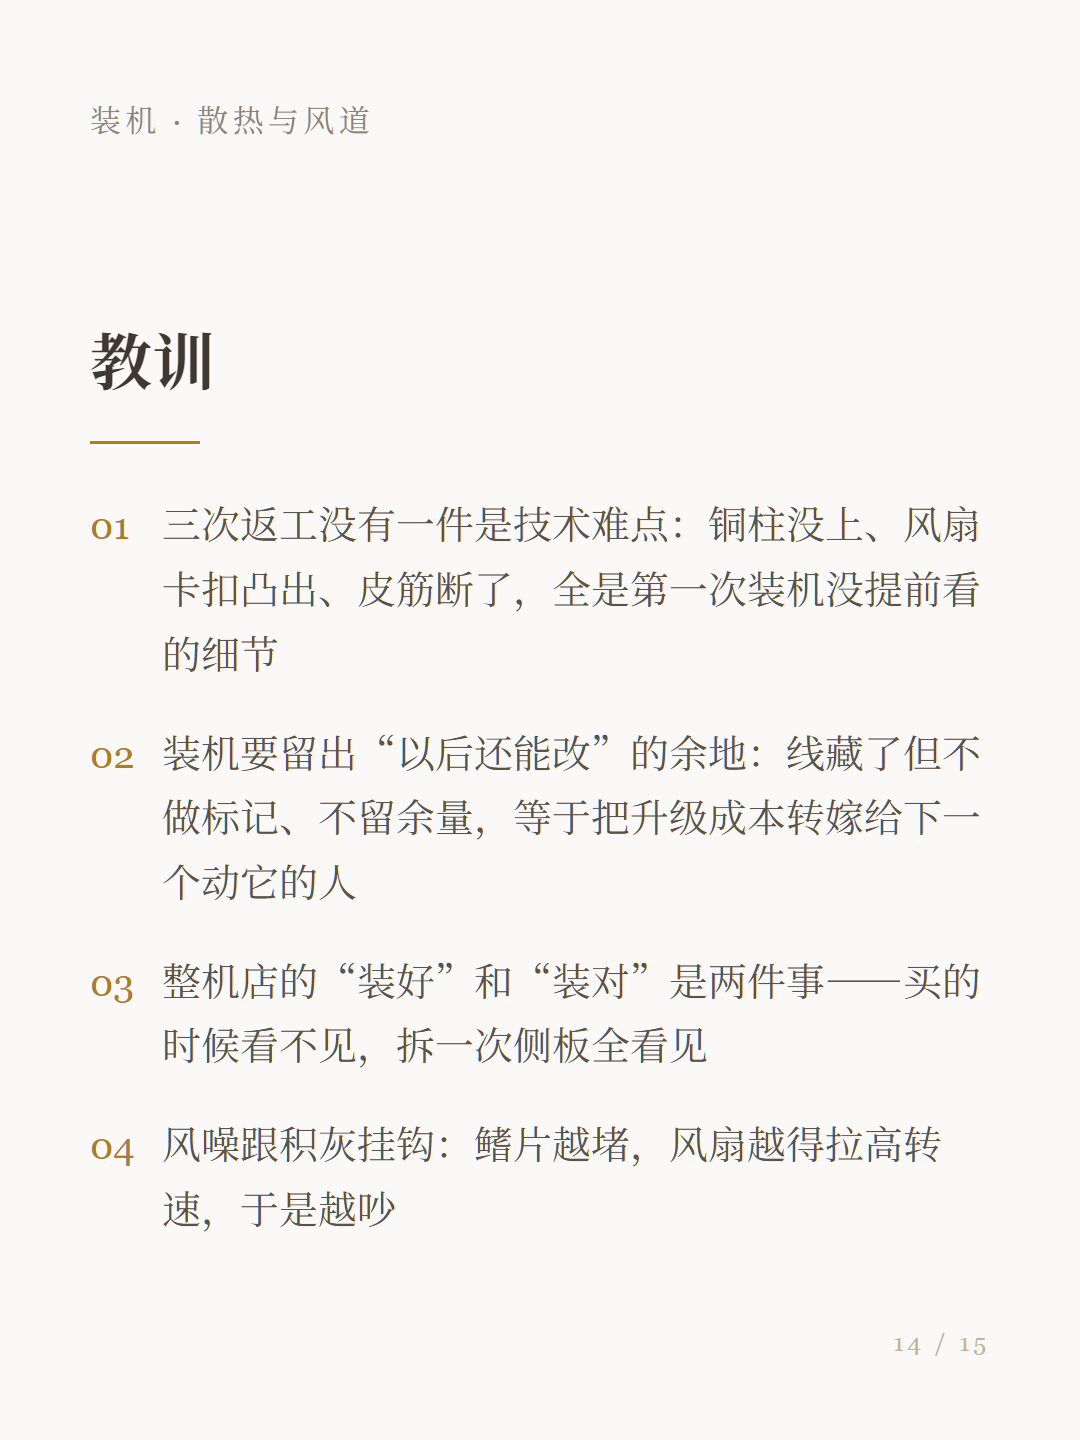 装机 · 散热与风道
教训
01 三次返工没有一件是技术难点：铜柱没上、风扇
卡扣凸出、皮筋断了，全是第一次装机没提前看
的细节
02 装机要留出“以后还能改”的余地：线藏了但不
做标记、不留余量，等于把升级成本转嫁给下一
个动它的人
03 整机店的“装好”和“装对”是两件事——买的
时候看不见，拆一次侧板全看见
04 风噪跟积灰挂钩：鳍片越堵，风扇越得拉高转
速，于是越吵
14 / 15